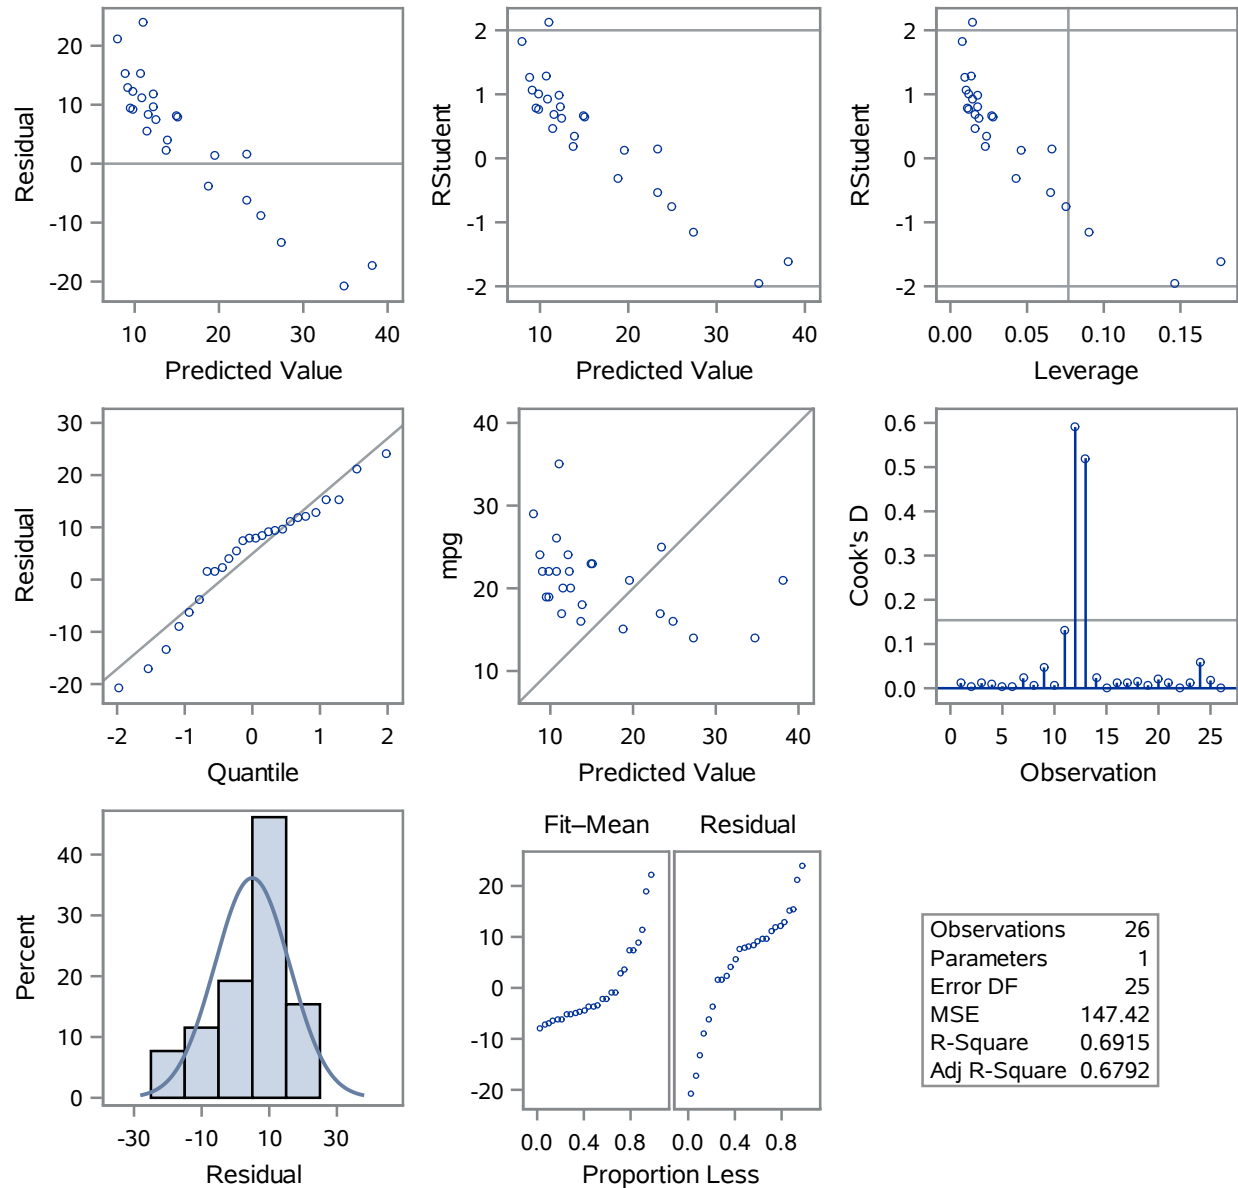 20
10
0
-10
-20
Residual
10 20 30 40
Predicted Value
2
1
0
-1
-2
RStudent
10 20 30 40
Predicted Value
2
1
0
-1
-2
RStudent
0.00 0.05 0.10 0.15
Leverage
30
20
10
0
-10
-20
Residual
-2 -1 0 1 2
Quantile
40
30
20
10
mpg
10 20 30 40
Predicted Value
0.6
0.5
0.4
0.3
0.2
0.1
0.0
Cook's D
0 5 10 15 20 25
Observation
40
30
20
10
0
Percent
-30 -10 10 30
Residual
Fit–Mean Residual
20
10
0
-10
-20
0.0 0.4 0.8 0.0 0.4 0.8
Proportion Less
Observations 26
Parameters 1
Error DF 25
MSE 147.42
R-Square 0.6915
Adj R-Square 0.6792